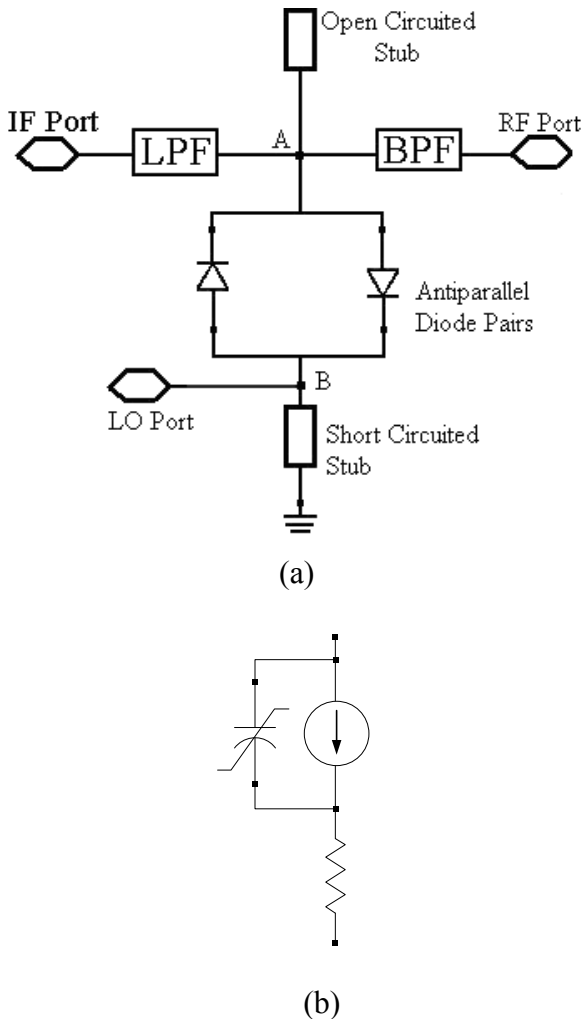 Open Circuited
Stub
IF Port
LPF
A
BPF
RF Port
Antiparallel
Diode Pairs
B
LO Port
Short Circuited
Stub
(a)
(b)